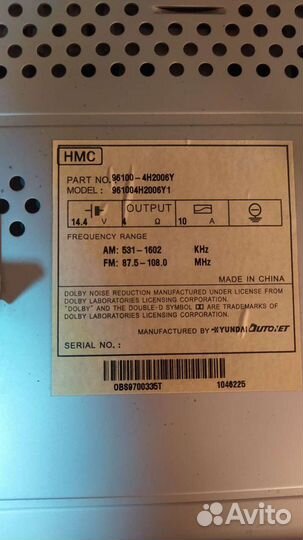 HMC
PART NO. 96100-4H2006Y
MODEL : 961004H2006Y1
OUTPUT
14.4 V 4 Ω 10 A
FREQUENCY RANGE
AM: 531-1602 KHz
FM: 87.5-108.0 MHz
MADE IN CHINA
DOLBY NOISE REDUCTION MANUFACTURED UNDER LICENSE FROM
DOLBY LABORATORIES LICENSING CORPORATION.
"DOLBY" AND THE DOUBLE-D SYMBOL ARE TRADEMARKS OF
DOLBY LABORATORIES LICENSING CORPORATION.
MANUFACTURED BY HYUNDAI AUTONET
SERIAL NO. :
OBS9700335T 1046225
Avito